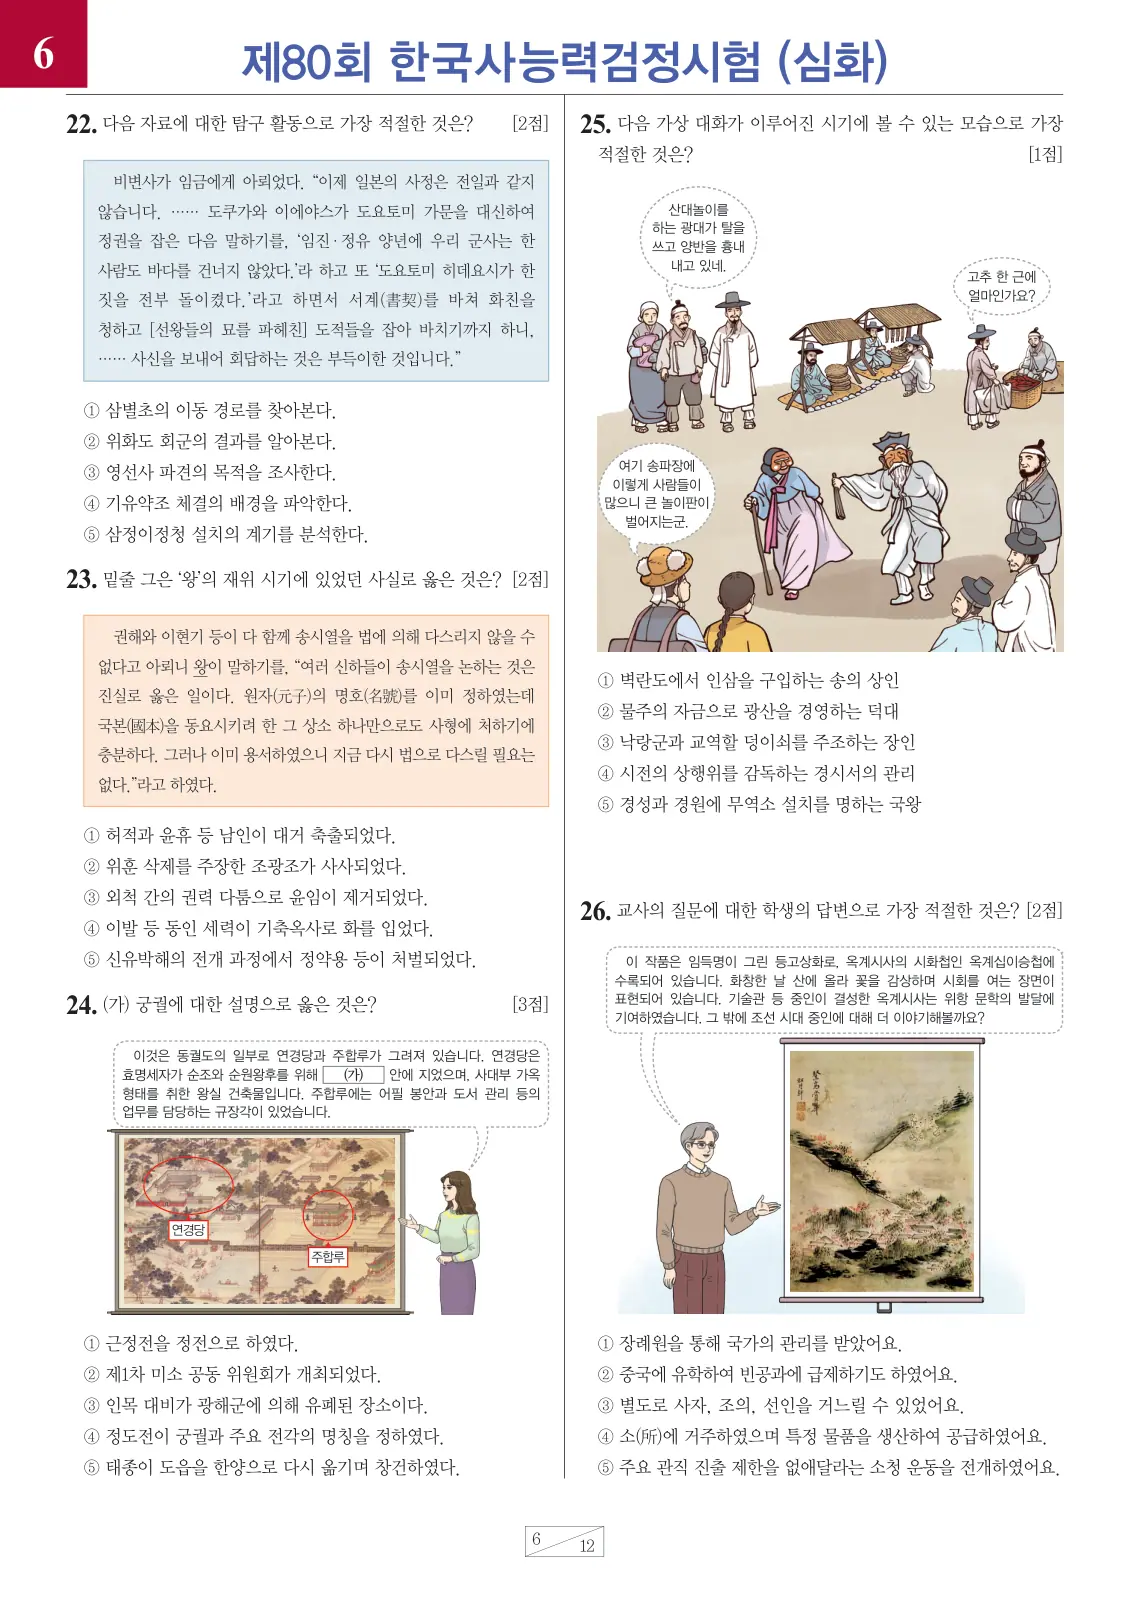 6
제80회 한국사능력검정시험 (심화)
22. 다음 자료에 대한 탐구 활동으로 가장 적절한 것은? [2점]
비변사가 임금에게 아뢰었다. “이제 일본의 사정은 전일과 같지
않습니다. …… 도쿠가와 이에야스가 도요토미 가문을 대신하여
정권을 잡은 다음 말하기를, ‘임진·정유 양년에 우리 군사는 한
사람도 바다를 건너지 않았다.’라 하고 또 ‘도요토미 히데요시가 한
짓을 전부 돌이켰다.’라고 하면서 서계(書契)를 바쳐 화친을
청하고 [선왕들의 묘를 파헤친] 도적들을 잡아 바치기까지 하니,
…… 사신을 보내어 회답하는 것은 부득이한 것입니다.”
① 삼별초의 이동 경로를 찾아본다.
② 위화도 회군의 결과를 알아본다.
③ 영선사 파견의 목적을 조사한다.
④ 기유약조 체결의 배경을 파악한다.
⑤ 삼정이정청 설치의 계기를 분석한다.
23. 밑줄 그은 ‘왕’의 재위 시기에 있었던 사실로 옳은 것은? [2점]
권해와 이현기 등이 다 함께 송시열을 법에 의해 다스리지 않을 수
없다고 아뢰니 왕이 말하기를, “여러 신하들이 송시열을 논하는 것은
진실로 옳은 일이다. 원자(元子)의 명호(名號)를 이미 정하였는데
국본(國本)을 동요시키려 한 그 상소 하나만으로도 사형에 처하기에
충분하다. 그러나 이미 용서하였으니 지금 다시 법으로 다스릴 필요는
없다.”라고 하였다.
① 허적과 윤휴 등 남인이 대거 축출되었다.
② 위훈 삭제를 주장한 조광조가 사사되었다.
③ 외척 간의 권력 다툼으로 윤임이 제거되었다.
④ 이발 등 동인 세력이 기축옥사로 화를 입었다.
⑤ 신유박해의 전개 과정에서 정약용 등이 처벌되었다.
24. (가) 궁궐에 대한 설명으로 옳은 것은? [3점]
이것은 동궐도의 일부로 연경당과 주합루가 그려져 있습니다. 연경당은
효명세자가 순조와 순원왕후를 위해 (가) 안에 지었으며, 사대부 가옥
형태를 취한 왕실 건축물입니다. 주합루에는 어필 봉안과 도서 관리 등의
업무를 담당하는 규장각이 있었습니다.
연경당
주합루
① 근정전을 정전으로 하였다.
② 제1차 미소 공동 위원회가 개최되었다.
③ 인목 대비가 광해군에 의해 유폐된 장소이다.
④ 정도전이 궁궐과 주요 전각의 명칭을 정하였다.
⑤ 태종이 도읍을 한양으로 다시 옮기며 창건하였다.
25. 다음 가상 대화가 이루어진 시기에 볼 수 있는 모습으로 가장
적절한 것은? [1점]
산대놀이를
하는 광대가 탈을
쓰고 양반을 흉내
내고 있네.
고추 한 근에
얼마인가요?
여기 송파장에
이렇게 사람들이
많으니 큰 놀이판이
벌어지는군.
① 벽란도에서 인삼을 구입하는 송의 상인
② 물주의 자금으로 광산을 경영하는 덕대
③ 낙랑군과 교역할 덩이쇠를 주조하는 장인
④ 시전의 상행위를 감독하는 경시서의 관리
⑤ 경성과 경원에 무역소 설치를 명하는 국왕
26. 교사의 질문에 대한 학생의 답변으로 가장 적절한 것은? [2점]
이 작품은 임득명이 그린 등고상화로, 옥계시사의 시화첩인 옥계십이승첩에
수록되어 있습니다. 화창한 날 산에 올라 꽃을 감상하며 시회를 여는 장면이
표현되어 있습니다. 기술관 등 중인이 결성한 옥계시사는 위항 문학의 발달에
기여하였습니다. 그 밖에 조선 시대 중인에 대해 더 이야기해볼까요?
① 장례원을 통해 국가의 관리를 받았어요.
② 중국에 유학하여 빈공과에 급제하기도 하였어요.
③ 별도로 사자, 조의, 선인을 거느릴 수 있었어요.
④ 소(所)에 거주하였으며 특정 물품을 생산하여 공급하였어요.
⑤ 주요 관직 진출 제한을 없애달라는 소청 운동을 전개하였어요.
6
12